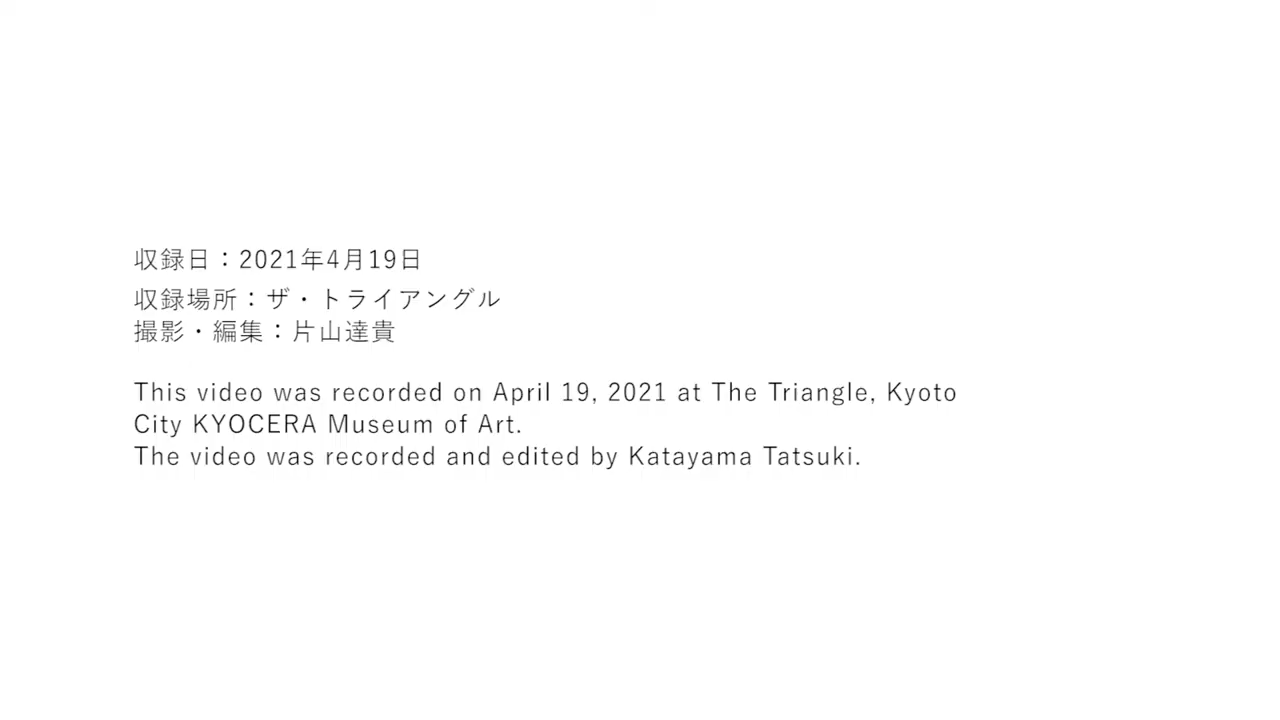 収録日：2021年4月19日
収録場所：ザ・トライアングル
撮影・編集：片山達貴
This video was recorded on April 19, 2021 at The Triangle, Kyoto
City KYOCERA Museum of Art.
The video was recorded and edited by Katayama Tatsuki.